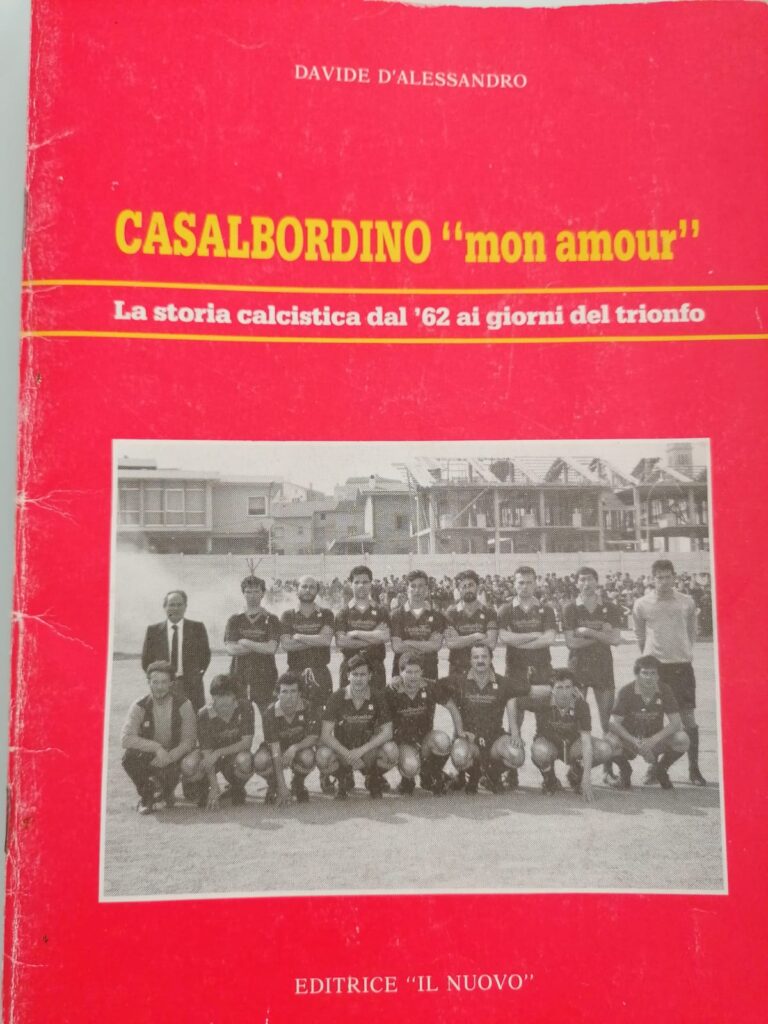 DAVIDE D'ALESSANDRO
CASALBORDINO "mon amour"
La storia calcistica dal '62 ai giorni del trionfo
EDITRICE "IL NUOVO"